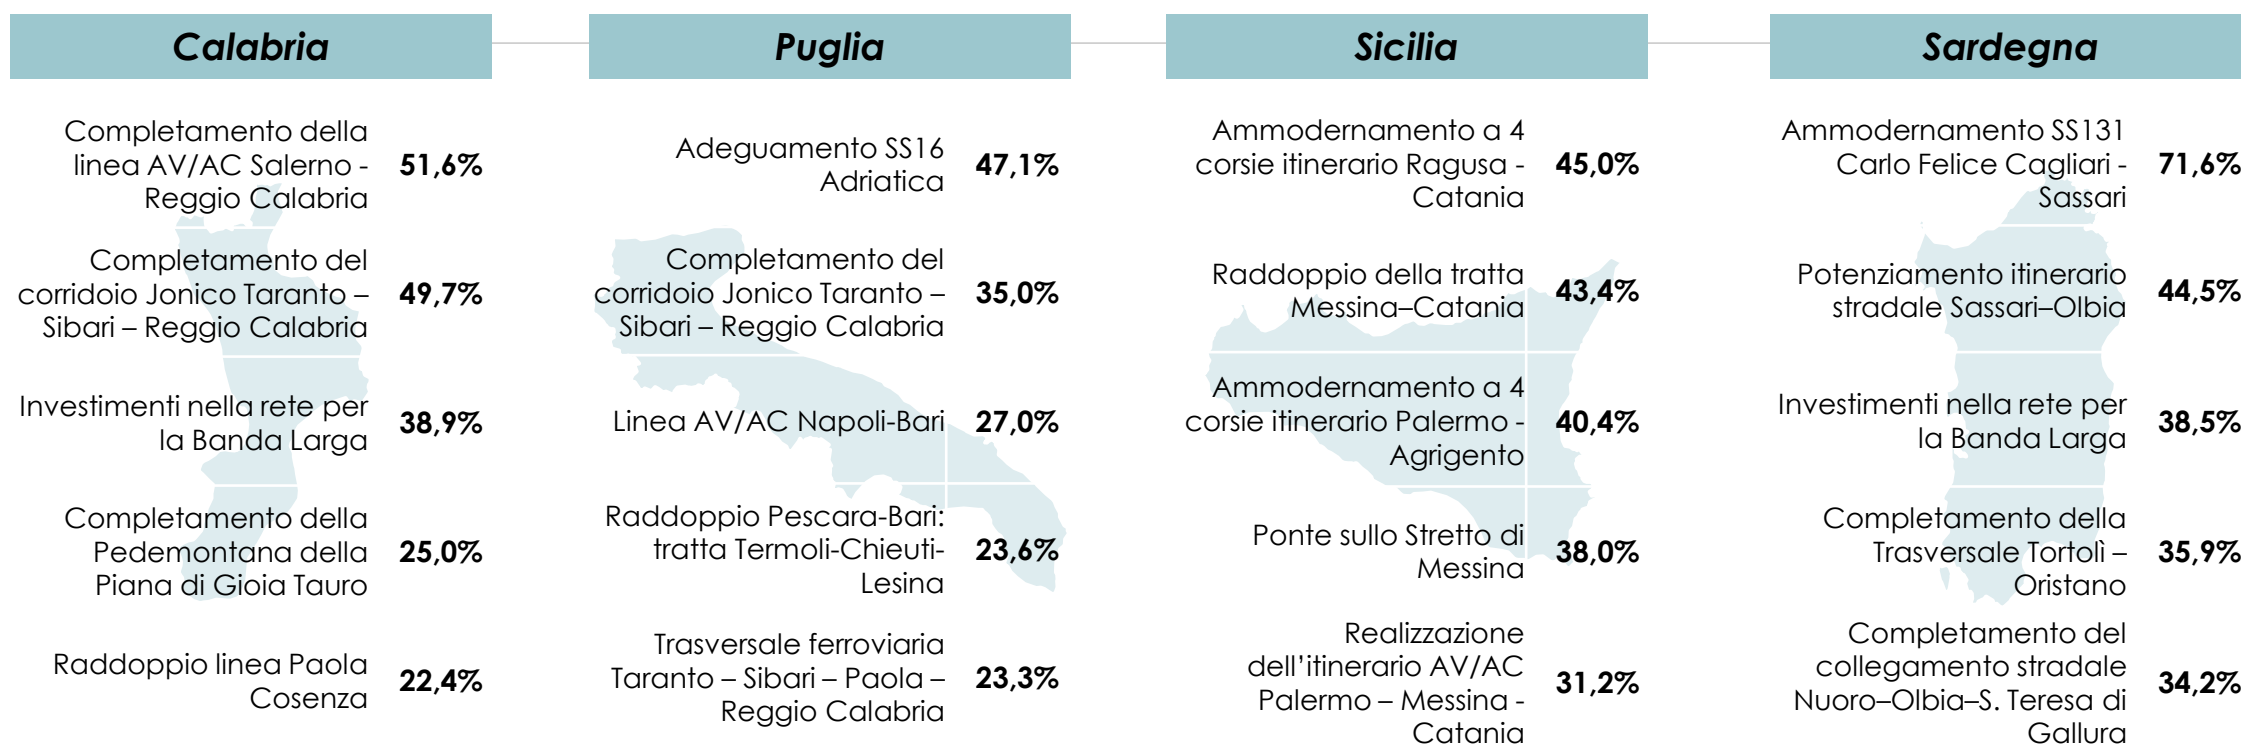 Calabria
Completamento della
linea AV/AC Salerno -
Reggio Calabria
51,6%
Completamento del
corridoio Jonico Taranto –
Sibari – Reggio Calabria
49,7%
Investimenti nella rete per
la Banda Larga
38,9%
Completamento della
Pedemontana della
Piana di Gioia Tauro
25,0%
Raddoppio linea Paola
Cosenza
22,4%
Puglia
Adeguamento SS16
Adriatica
47,1%
Completamento del
corridoio Jonico Taranto –
Sibari – Reggio Calabria
35,0%
Linea AV/AC Napoli-Bari
27,0%
Raddoppio Pescara-Bari:
tratta Termoli-Chieuti-
Lesina
23,6%
Trasversale ferroviaria
Taranto – Sibari – Paola –
Reggio Calabria
23,3%
Sicilia
Ammodernamento a 4
corsie itinerario Ragusa -
Catania
45,0%
Raddoppio della tratta
Messina–Catania
43,4%
Ammodernamento a 4
corsie itinerario Palermo -
Agrigento
40,4%
Ponte sullo Stretto di
Messina
38,0%
Realizzazione
dell’itinerario AV/AC
Palermo – Messina -
Catania
31,2%
Sardegna
Ammodernamento SS131
Carlo Felice Cagliari -
Sassari
71,6%
Potenziamento itinerario
stradale Sassari–Olbia
44,5%
Investimenti nella rete per
la Banda Larga
38,5%
Completamento della
Trasversale Tortolì –
Oristano
35,9%
Completamento del
collegamento stradale
Nuoro–Olbia–S. Teresa di
Gallura
34,2%